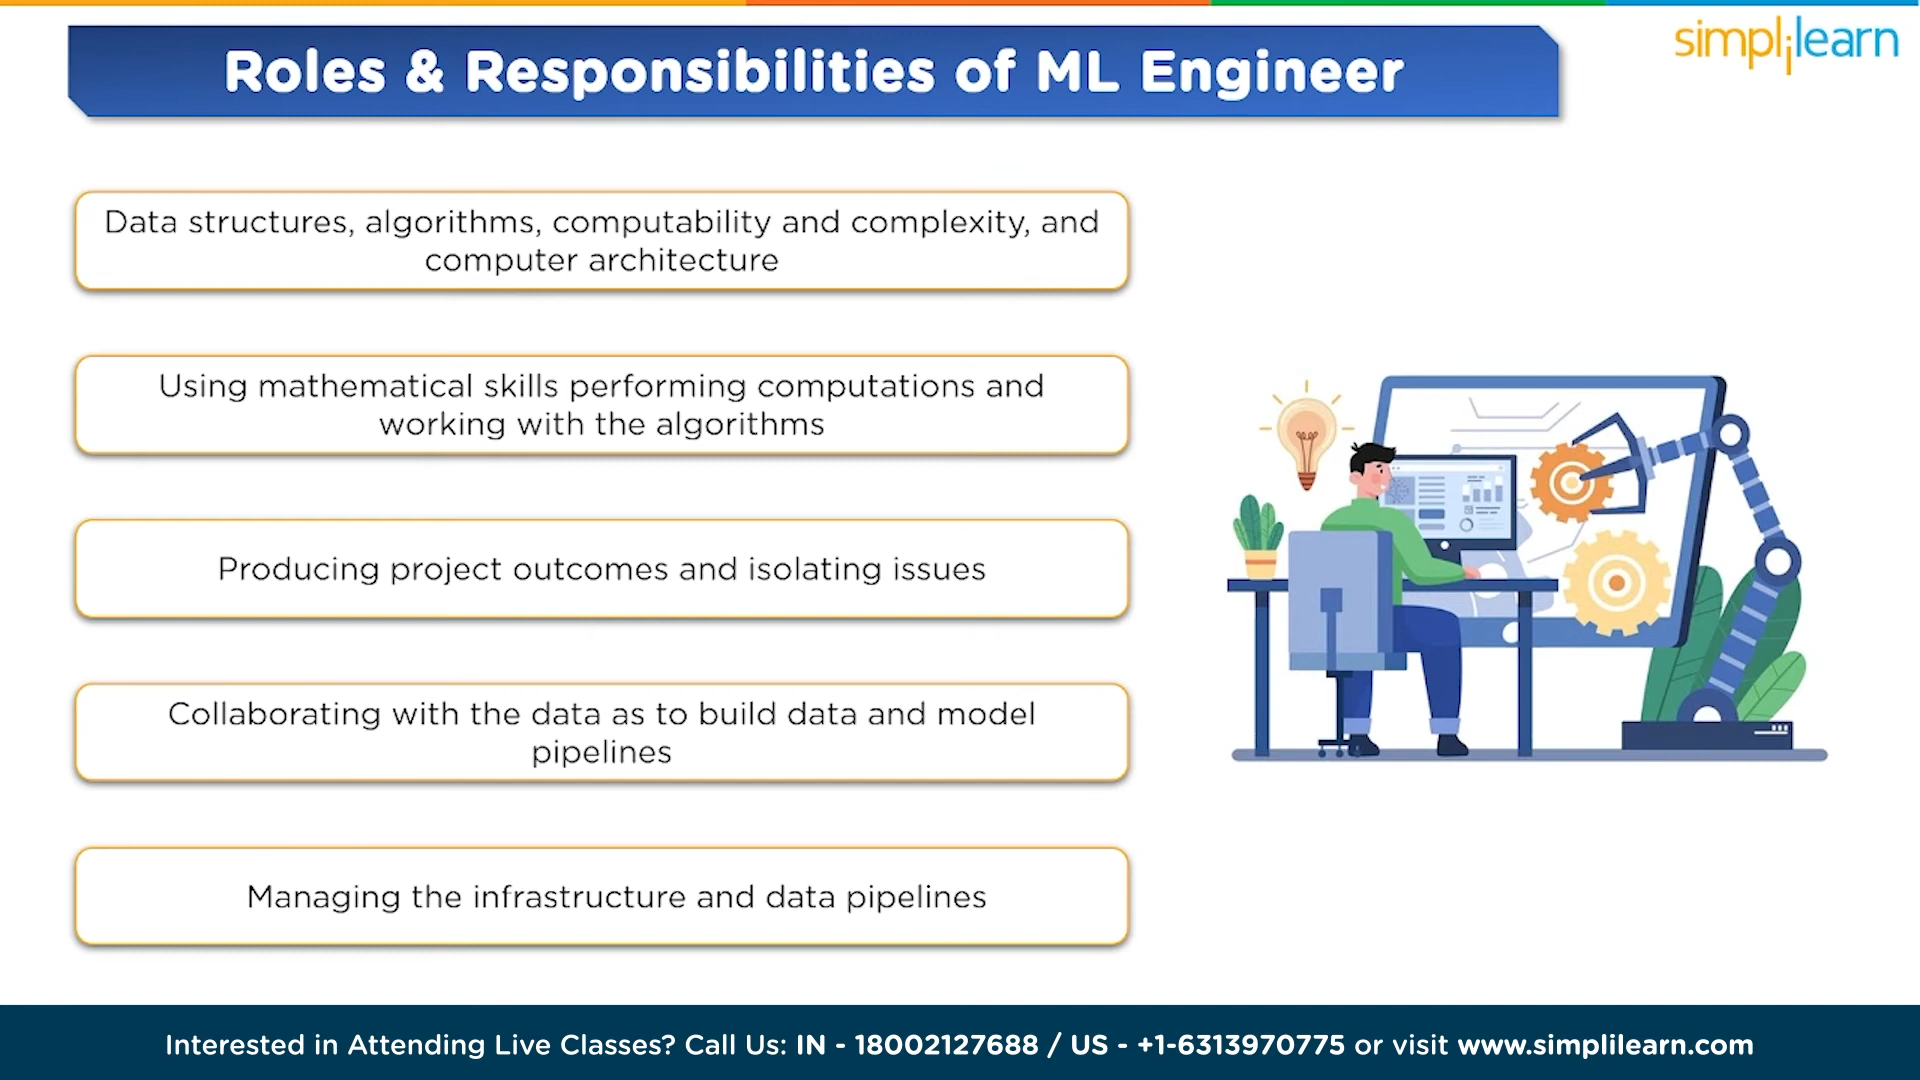 Roles & Responsibilities of ML Engineer
simplilearn
Data structures, algorithms, computability and complexity, and
computer architecture
Using mathematical skills performing computations and
working with the algorithms
Producing project outcomes and isolating issues
Collaborating with the data as to build data and model
pipelines
Managing the infrastructure and data pipelines
Interested in Attending Live Classes? Call Us: IN - 18002127688 / US - +1-6313970775 or visit www.simplilearn.com